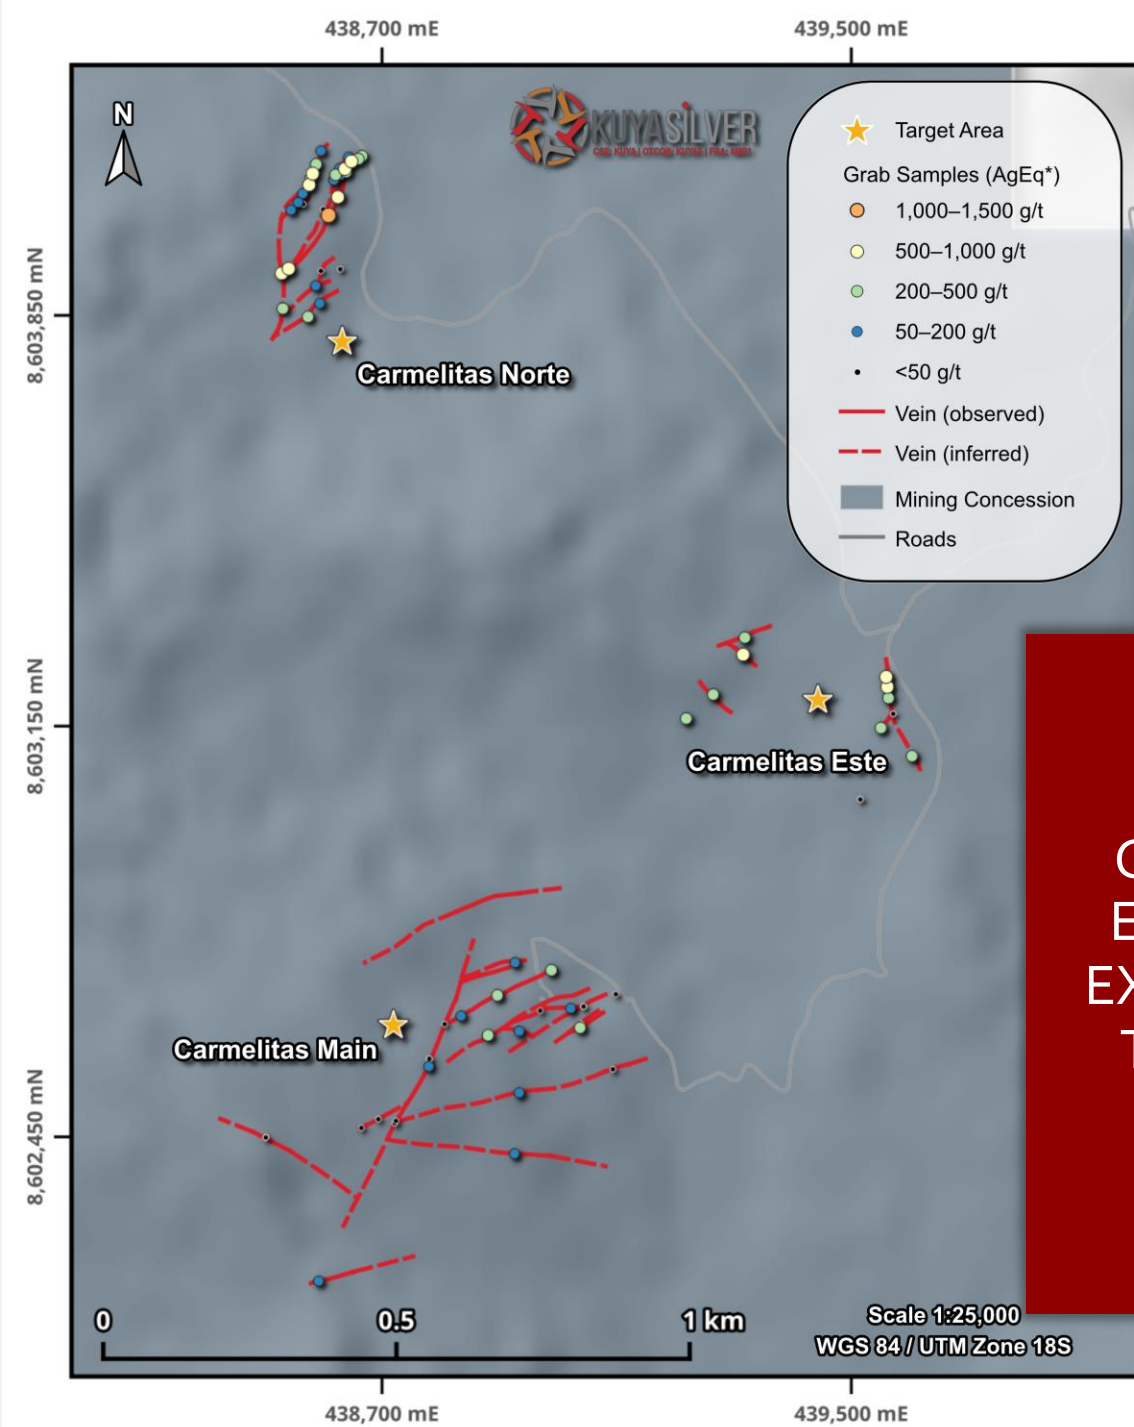 438,700 mE
439,500 mE
N
KUYASILVER
Target Area
Grab Samples (AgEq*)
1,000–1,500 g/t
500–1,000 g/t
200–500 g/t
50–200 g/t
<50 g/t
Vein (observed)
Vein (inferred)
Mining Concession
Roads
8,603,850 mN
Carmelitas Norte
8,603,150 mN
Carmelitas Este
Carmelitas Main
8,602,450 mN
0
0.5
1 km
Scale 1:25,000
WGS 84 / UTM Zone 18S
438,700 mE
439,500 mE
E
EX
T